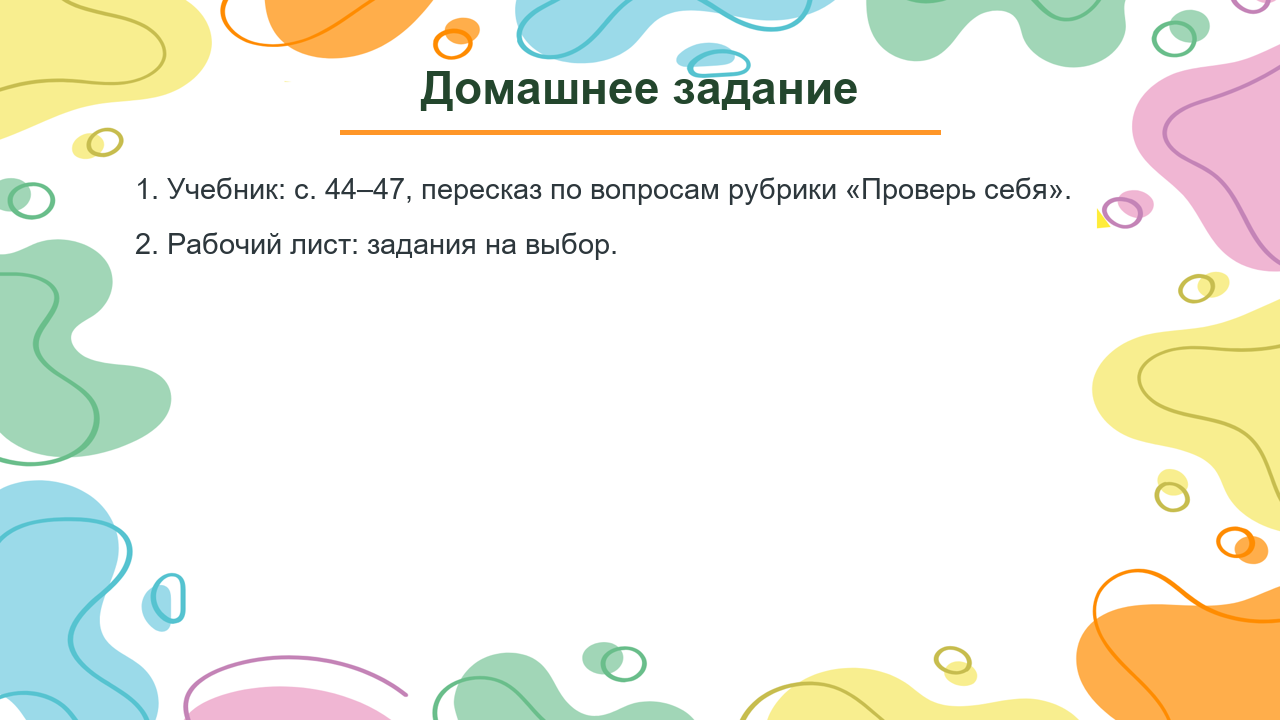 Домашнее задание
1. Учебник: с. 44–47, пересказ по вопросам рубрики «Проверь себя».
2. Рабочий лист: задания на выбор.